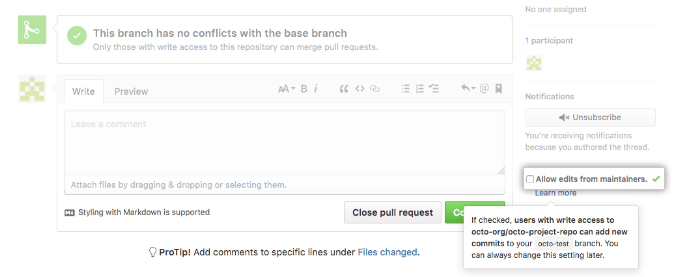 This branch has no conflicts with the base branch
Only those with write access to this repository can merge pull requests.
Write
Preview
AA B i
Leave a comment
Attach files by dragging & dropping or selecting them.
Styling with Markdown is supported
Close pull request
Co
ProTip! Add comments to specific lines under Files changed.
No one assigned
1 participant
Notifications
Unsubscribe
You're receiving notifications
because you authored the thread.
Allow edits from maintainers.
Learn more
If checked, users with write access to
octo-org/octo-project-repo can add new
commits to your octo-test branch. You
can always change this setting later.